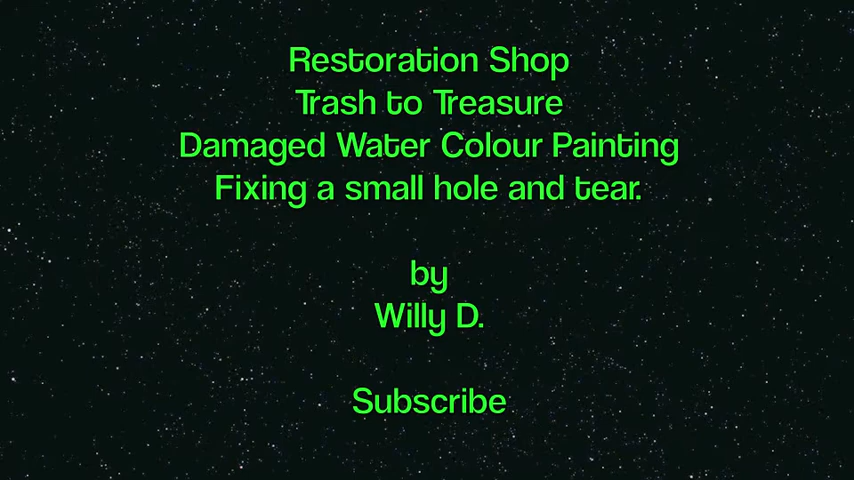 Restoration Shop
Trash to Treasure
Damaged Water Colour Painting
Fixing a small hole and tear.
by
Willy D.
Subscribe